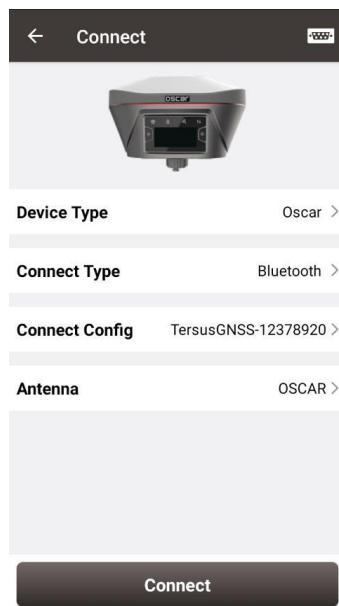 Connect
OSCAR
Device Type Oscar
Connect Type Bluetooth
Connect Config TersusGNSS-12378920
Antenna OSCAR
Connect